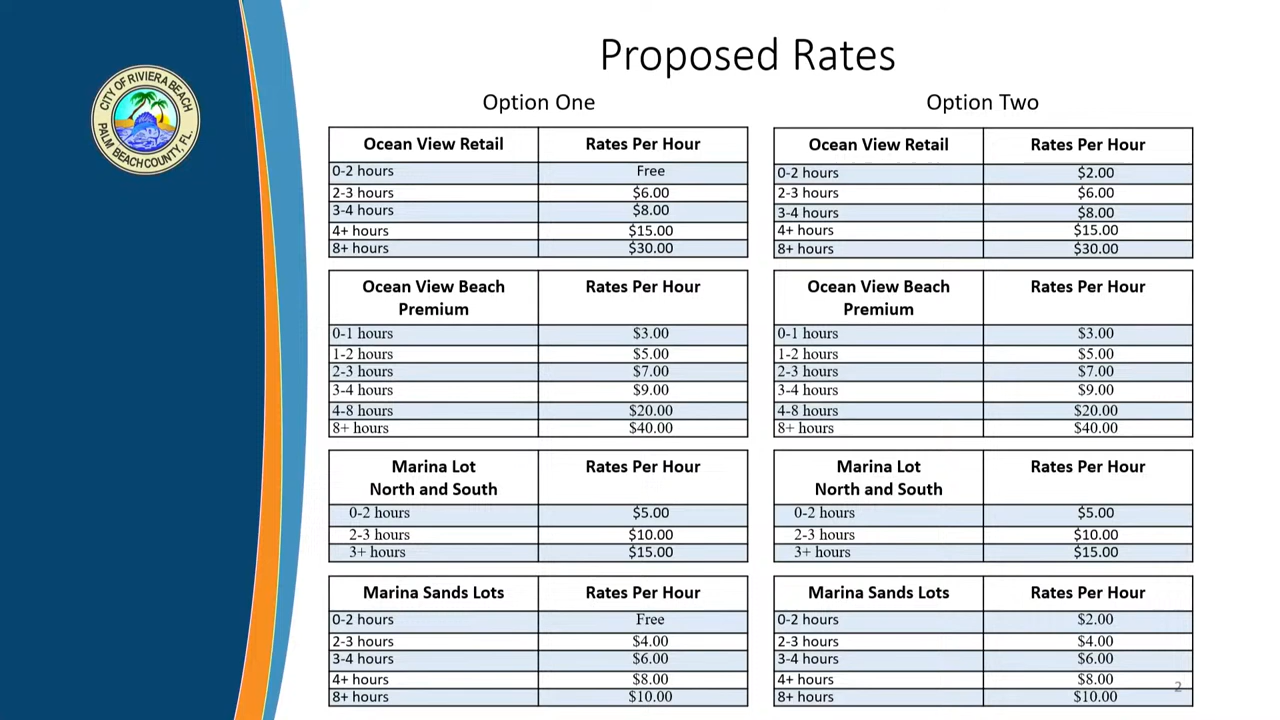 CITY OF RIVIERA BEACH
PALM BEACH COUNTY, FL.
Proposed Rates
Option One
Ocean View Retail Rates Per Hour
0-2 hours Free
2-3 hours $6.00
3-4 hours $8.00
4+ hours $15.00
8+ hours $30.00
Ocean View Beach Premium Rates Per Hour
0-1 hours $3.00
1-2 hours $5.00
2-3 hours $7.00
3-4 hours $9.00
4-8 hours $20.00
8+ hours $40.00
Marina Lot North and South Rates Per Hour
0-2 hours $5.00
2-3 hours $10.00
3+ hours $15.00
Marina Sands Lots Rates Per Hour
0-2 hours Free
2-3 hours $4.00
3-4 hours $6.00
4+ hours $8.00
8+ hours $10.00
Option Two
Ocean View Retail Rates Per Hour
0-2 hours $2.00
2-3 hours $6.00
3-4 hours $8.00
4+ hours $15.00
8+ hours $30.00
Ocean View Beach Premium Rates Per Hour
0-1 hours $3.00
1-2 hours $5.00
2-3 hours $7.00
3-4 hours $9.00
4-8 hours $20.00
8+ hours $40.00
Marina Lot North and South Rates Per Hour
0-2 hours $5.00
2-3 hours $10.00
3+ hours $15.00
Marina Sands Lots Rates Per Hour
0-2 hours $2.00
2-3 hours $4.00
3-4 hours $6.00
4+ hours $8.00
8+ hours $10.00
2